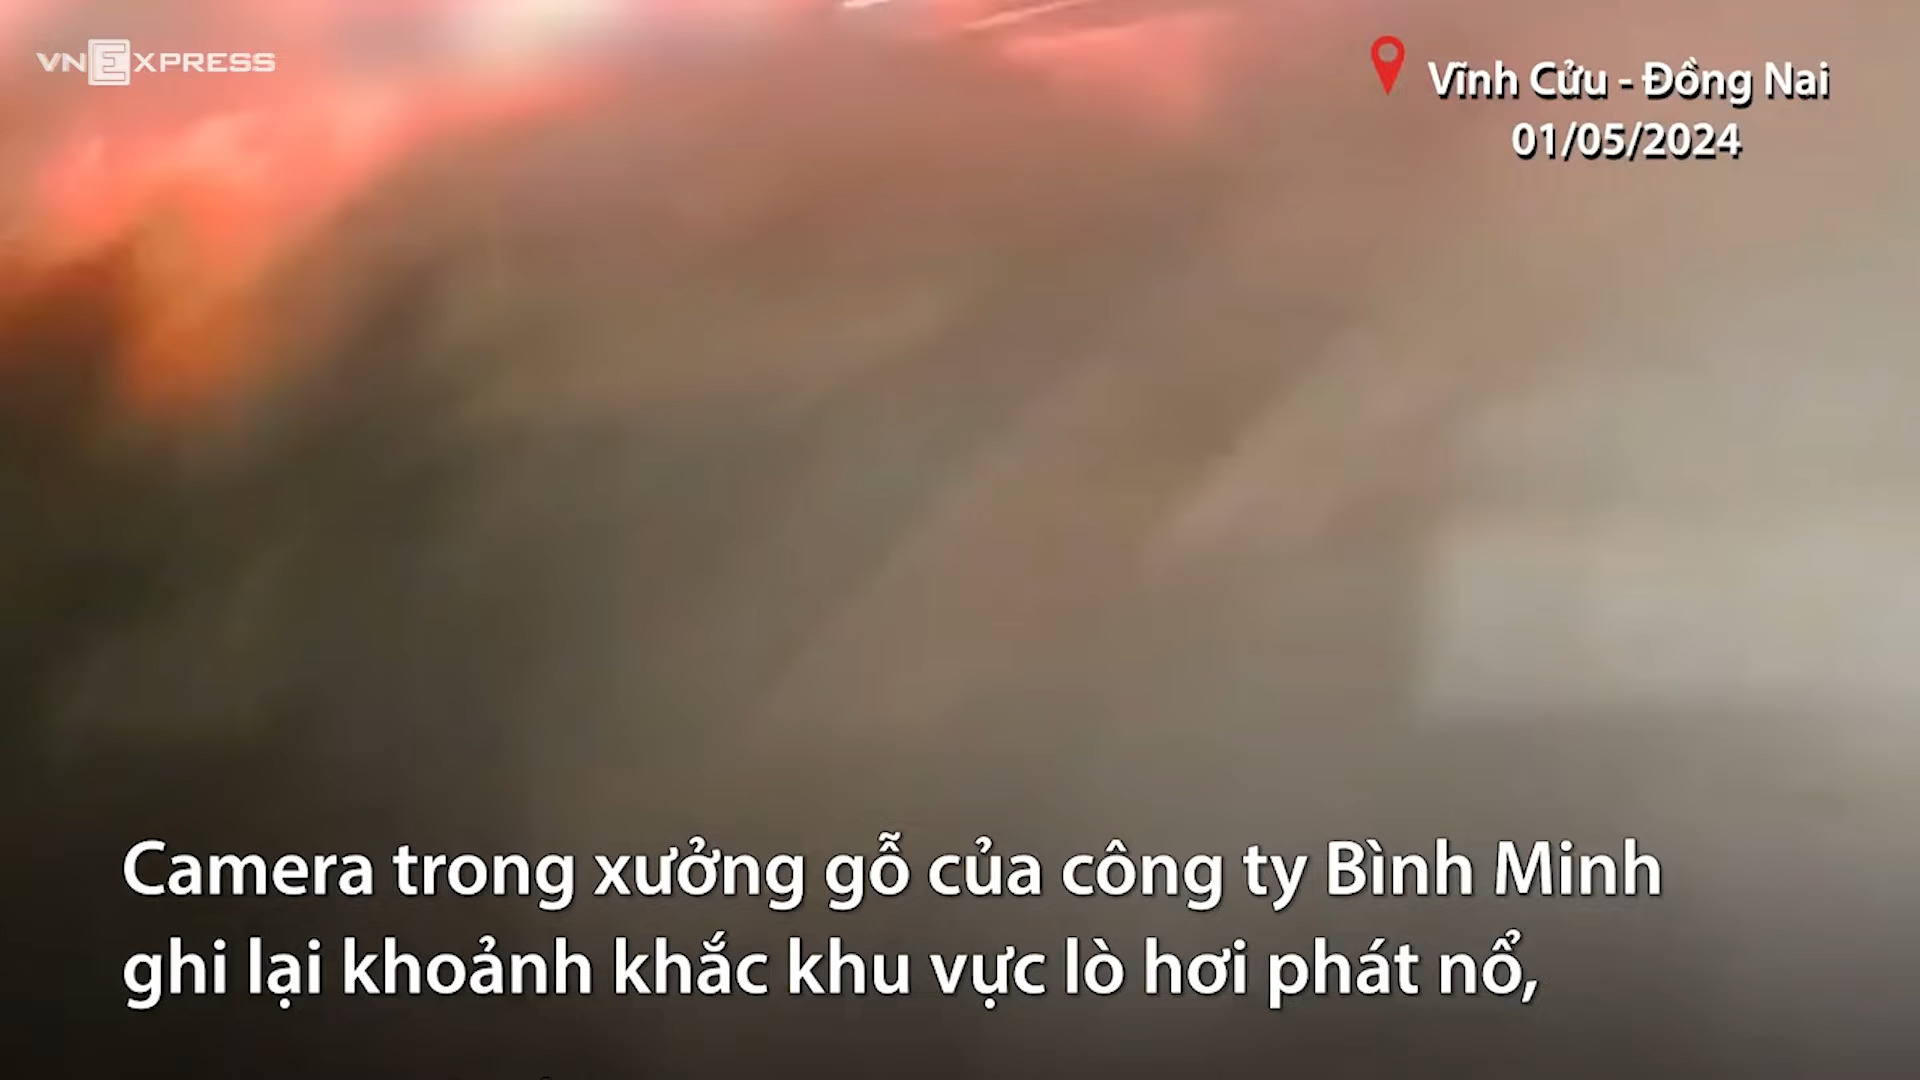 VNEXPRESS
Vĩnh Cửu - Đồng Nai
01/05/2024
Camera trong xưởng gỗ của công ty Bình Minh
ghi lại khoảnh khắc khu vực lò hơi phát nổ,